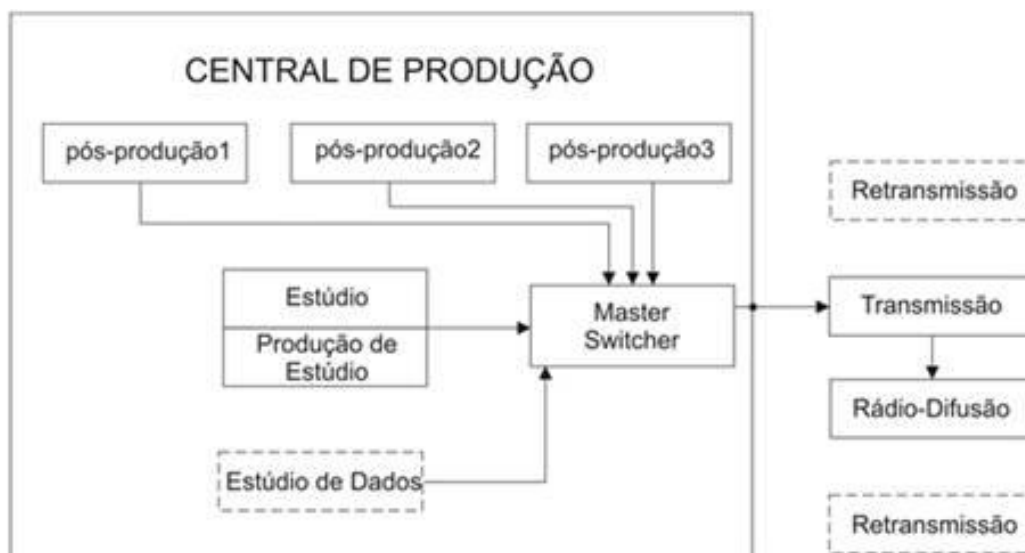 CENTRAL DE PRODUÇÃO
pós-produção1
pós-produção2
pós-produção3
Retransmissão
Estúdio
Produção de
Estúdio
Master
Switcher
Transmissão
Rádio-Difusão
Estúdio de Dados
Retransmissão